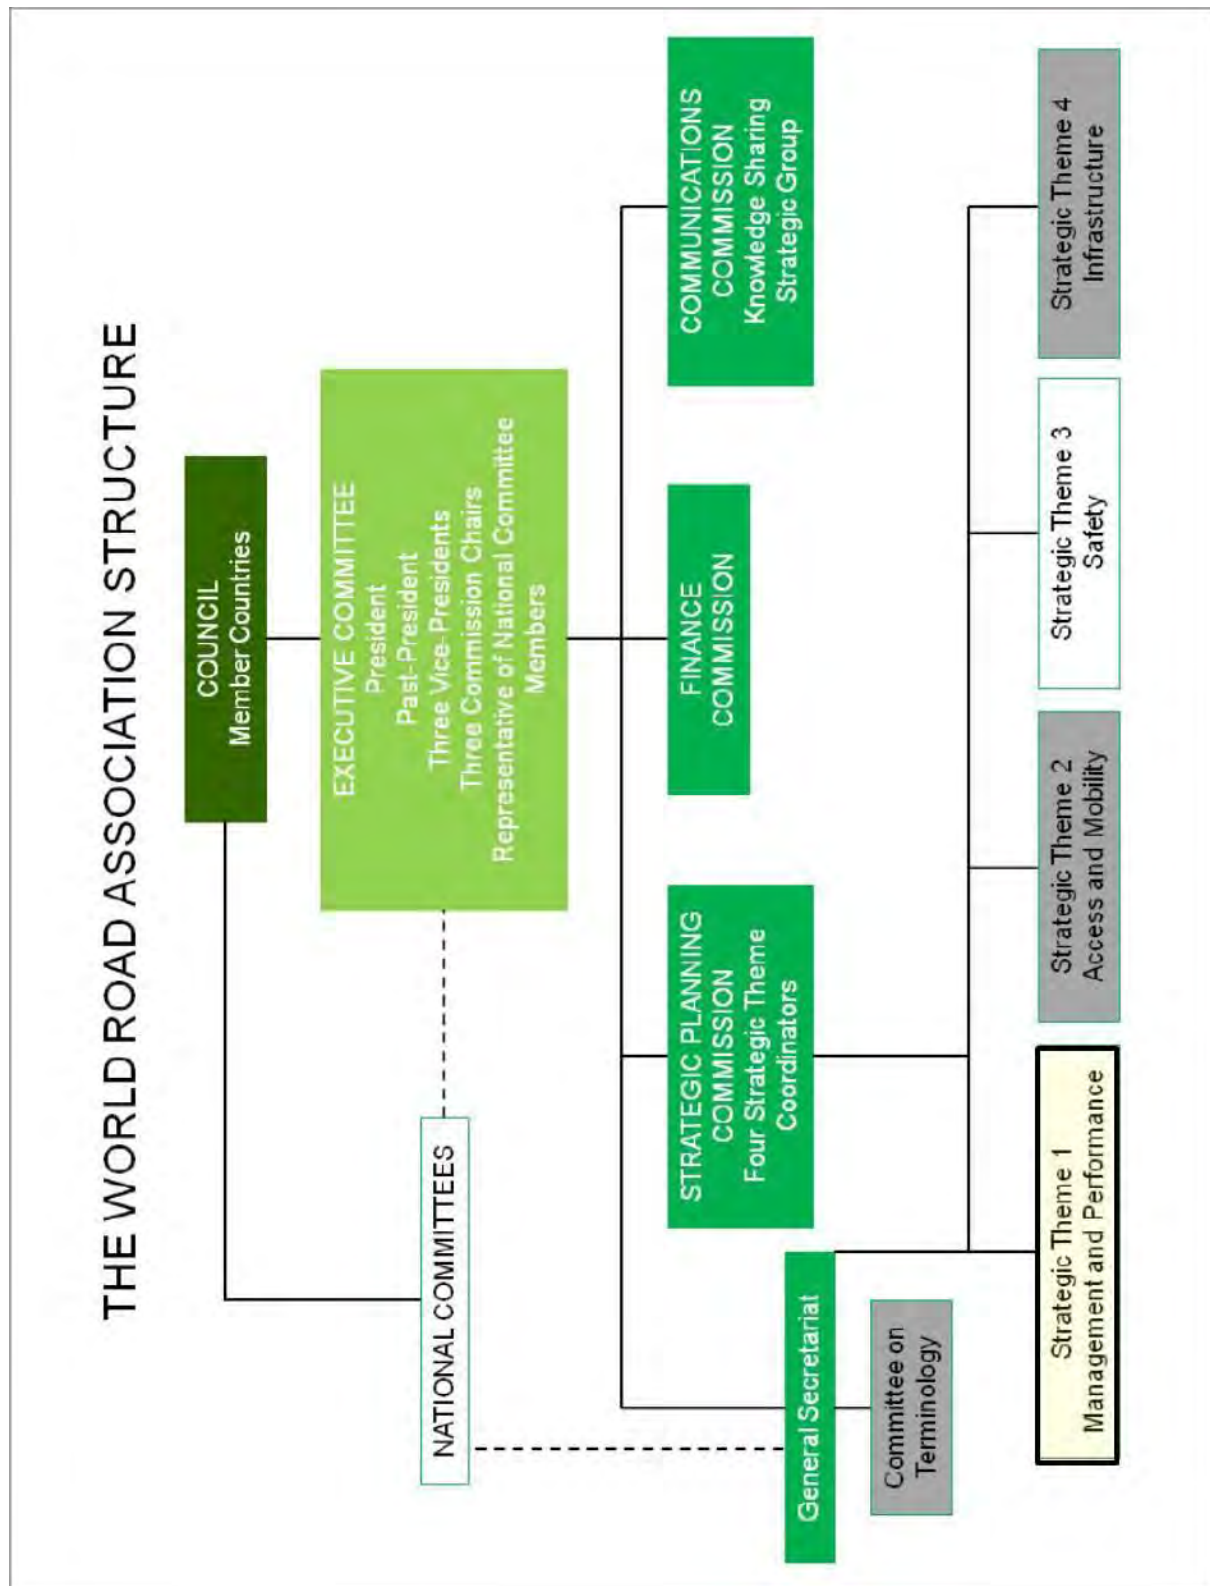 THE WORLD ROAD ASSOCIATION STRUCTURE
COUNCIL
Member Countries
NATIONAL COMMITTEES
EXECUTIVE COMMITTEE
President
Past-President
Three Vice-Presidents
Three Commission Chairs
Representative of National Committee
Members
General Secretariat
Committee on
Terminology
STRATEGIC PLANNING
COMMISSION
Four Strategic Theme
Coordinators
FINANCE
COMMISSION
COMMUNICATIONS
COMMISSION
Knowledge Sharing
Strategic Group
Strategic Theme 1
Management and Performance
Strategic Theme 2
Access and Mobility
Strategic Theme 3
Safety
Strategic Theme 4
Infrastructure